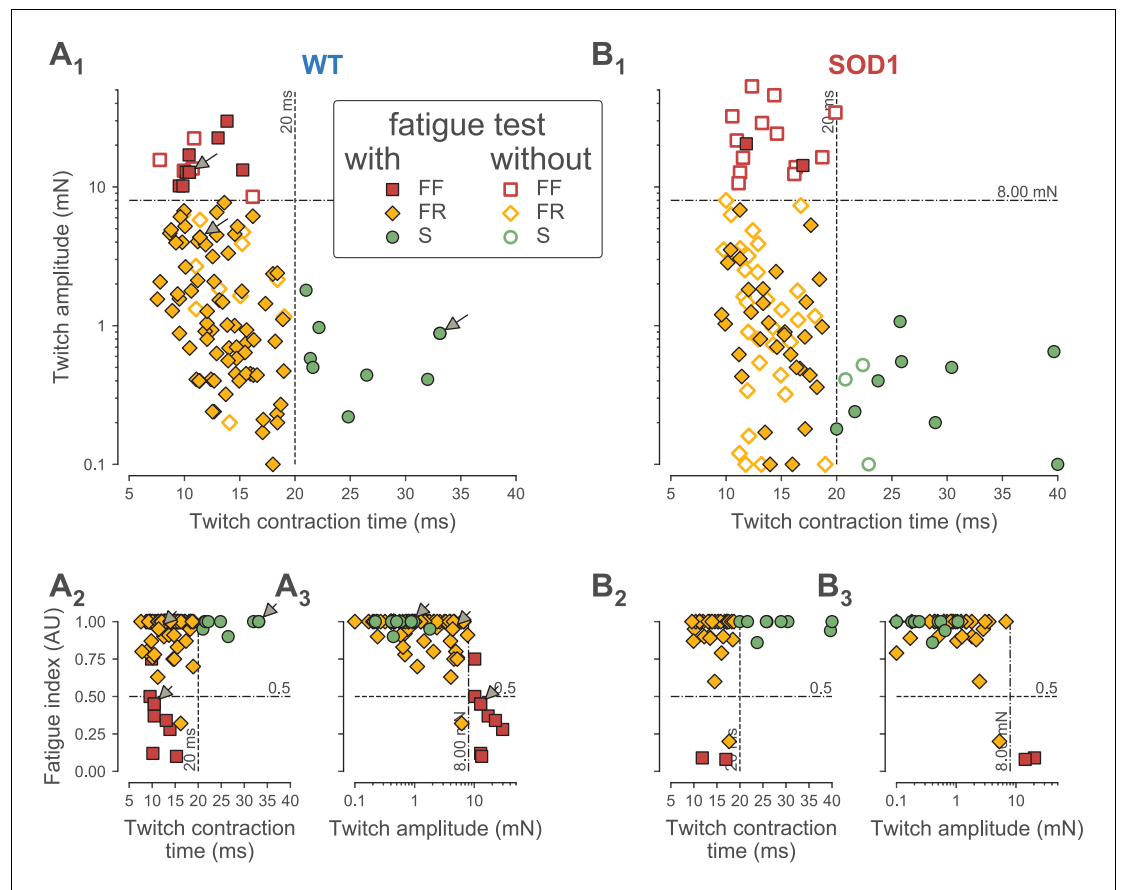 A1
WT
B1
SOD1
20 ms
20 ms
fatigue test
with without
FF FF
FR FR
S S
8.00 mN
Twitch amplitude (mN)
10
1
0.1
5 10 15 20 25 30 35 40
5 10 15 20 25 30 35 40
Twitch contraction time (ms)
Twitch contraction time (ms)
A2
A3
B2
B3
Fatigue index (AU)
1.00
0.75
0.50
0.25
0.00
0.5
0.5
0.5
0.5
20 ms
8.00 mN
20 ms
8.00 mN
5 10 15 20 25 30 35 40
0.1 1 10
5 10 15 20 25 30 35 40
0.1 1 10
Twitch contraction
time (ms)
Twitch amplitude (mN)
Twitch contraction
time (ms)
Twitch amplitude (mN)